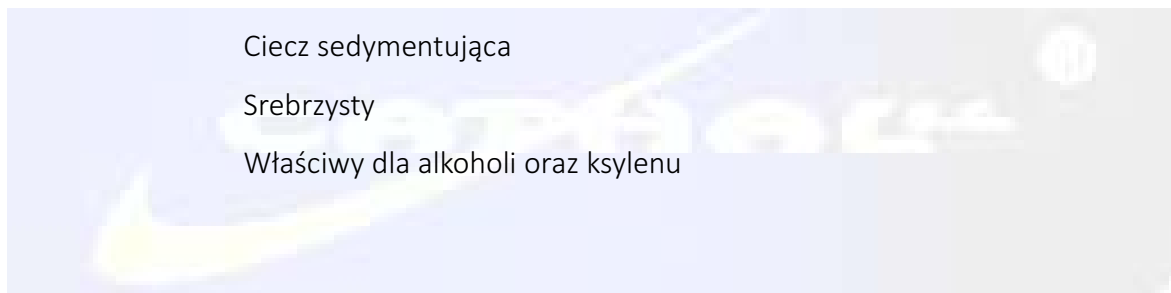 Ciecz sedymentująca
Srebrzysty
Właściwy dla alkoholi oraz ksylenu